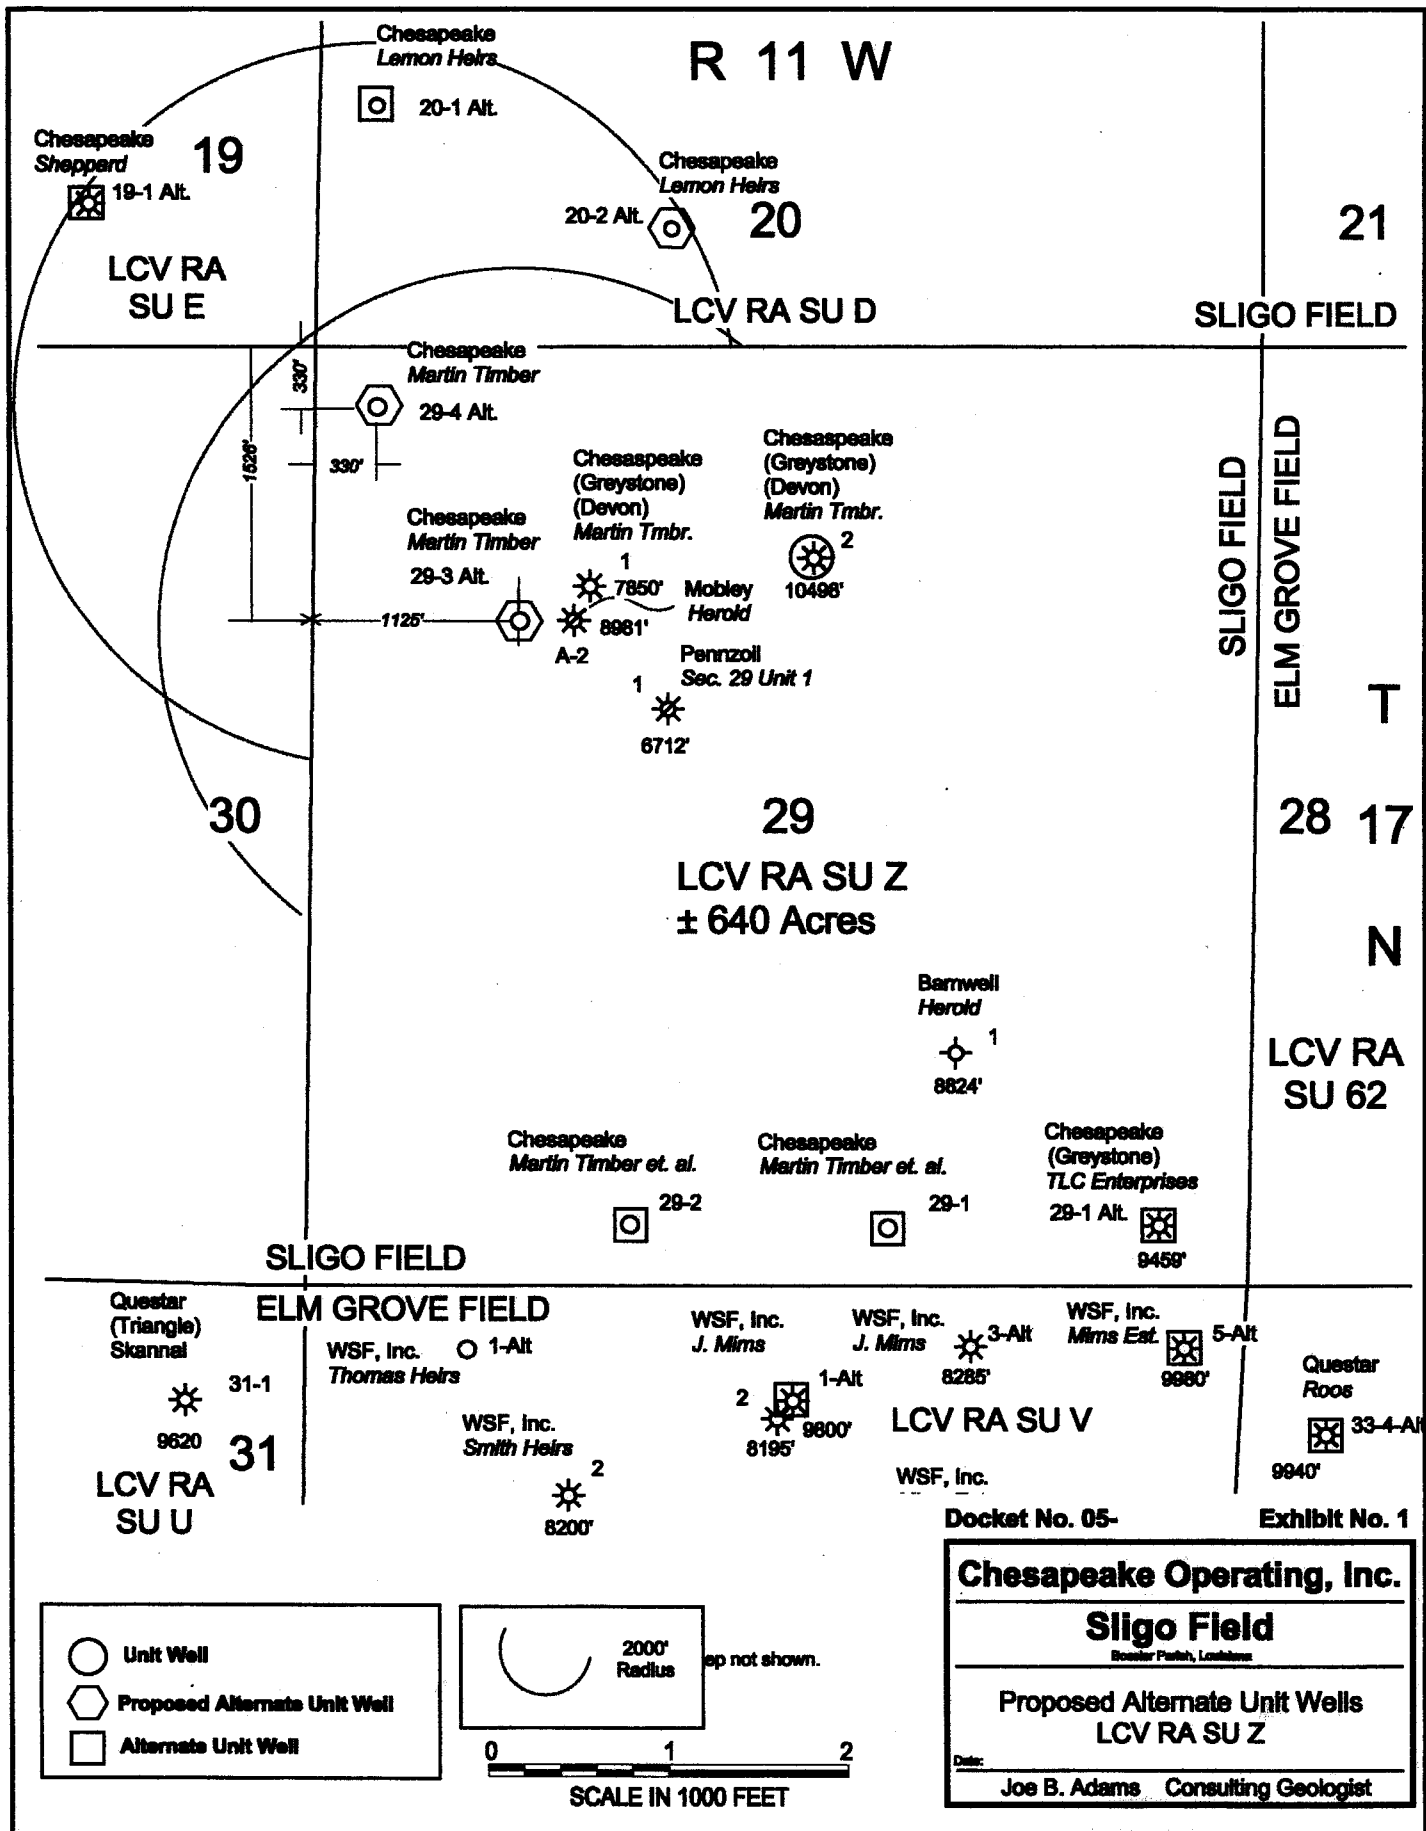 Chesapeake
Lemon Heirs
20-1 Alt.
R 11 W
Chesapeake
Sheppard
19
19-1 Alt.
LCV RA
SU E
Chesapeake
Lemon Heirs
20-2 Alt.
20
21
LCV RA SU D
SLIGO FIELD
330'
1526'
330'
Chesapeake
Martin Timber
29-4 Alt.
Chesapeake
Martin Timber
29-3 Alt.
1125'
Chesaspeake
(Greystone)
(Devon)
Martin Tmbr.
1
7850'
Chesaspeake
(Greystone)
(Devon)
Martin Tmbr.
2
10498'
Mobley
Herold
8981'
A-2
Pennzoil
Sec. 29 Unit 1
1
6712'
SLIGO FIELD
ELM GROVE FIELD
T
17
N
30
29
28
LCV RA SU Z
± 640 Acres
Barnwell
Herold
1
8824'
LCV RA
SU 62
Chesapeake
Martin Timber et. al.
29-2
Chesapeake
Martin Timber et. al.
29-1
Chesapeake
(Greystone)
TLC Enterprises
29-1 Alt.
9459'
SLIGO FIELD
ELM GROVE FIELD
Questar
(Triangle)
Skannal
31-1
9620
31
LCV RA
SU U
WSF, Inc.
Thomas Heirs
1-Alt
WSF, Inc.
Smith Heirs
2
8200'
WSF, Inc.
J. Mims
1-Alt
2
9800'
8195'
WSF, Inc.
J. Mims
3-Alt
8285'
WSF, Inc.
Mims Est.
5-Alt
9980'
LCV RA SU V
WSF, Inc.
Questar
Roos
33-4-Alt
9940'
Docket No. 05-
Exhibit No. 1
Chesapeake Operating, Inc.
Sligo Field
Bossier Parish, Louisiana
Proposed Alternate Unit Wells
LCV RA SU Z
Date:
Joe B. Adams Consulting Geologist
Unit Well
Proposed Alternate Unit Well
Alternate Unit Well
2000'
Radius
ep not shown.
0 1 2
SCALE IN 1000 FEET